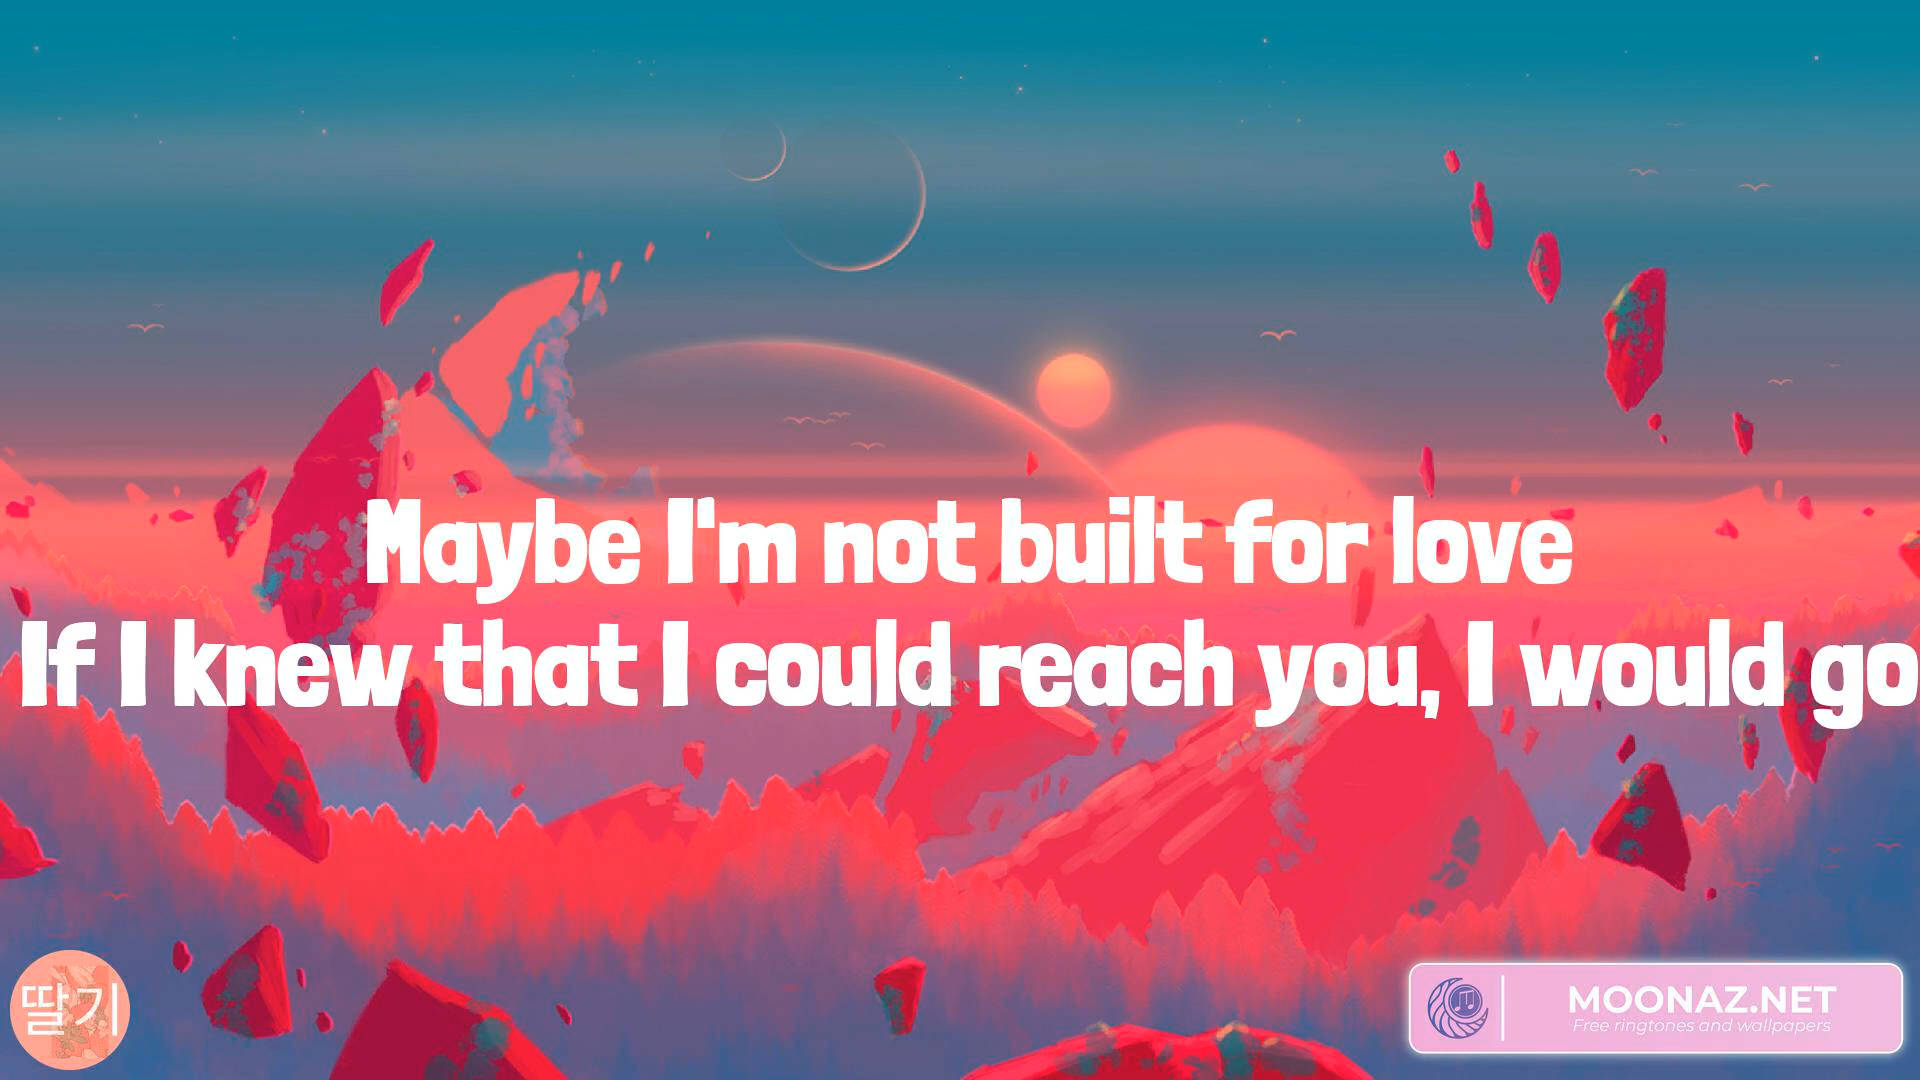 Maybe I'm not built for love
If I knew that I could reach you, I would go
딸기
MOONAZ.NET
Free ringtones and wallpapers